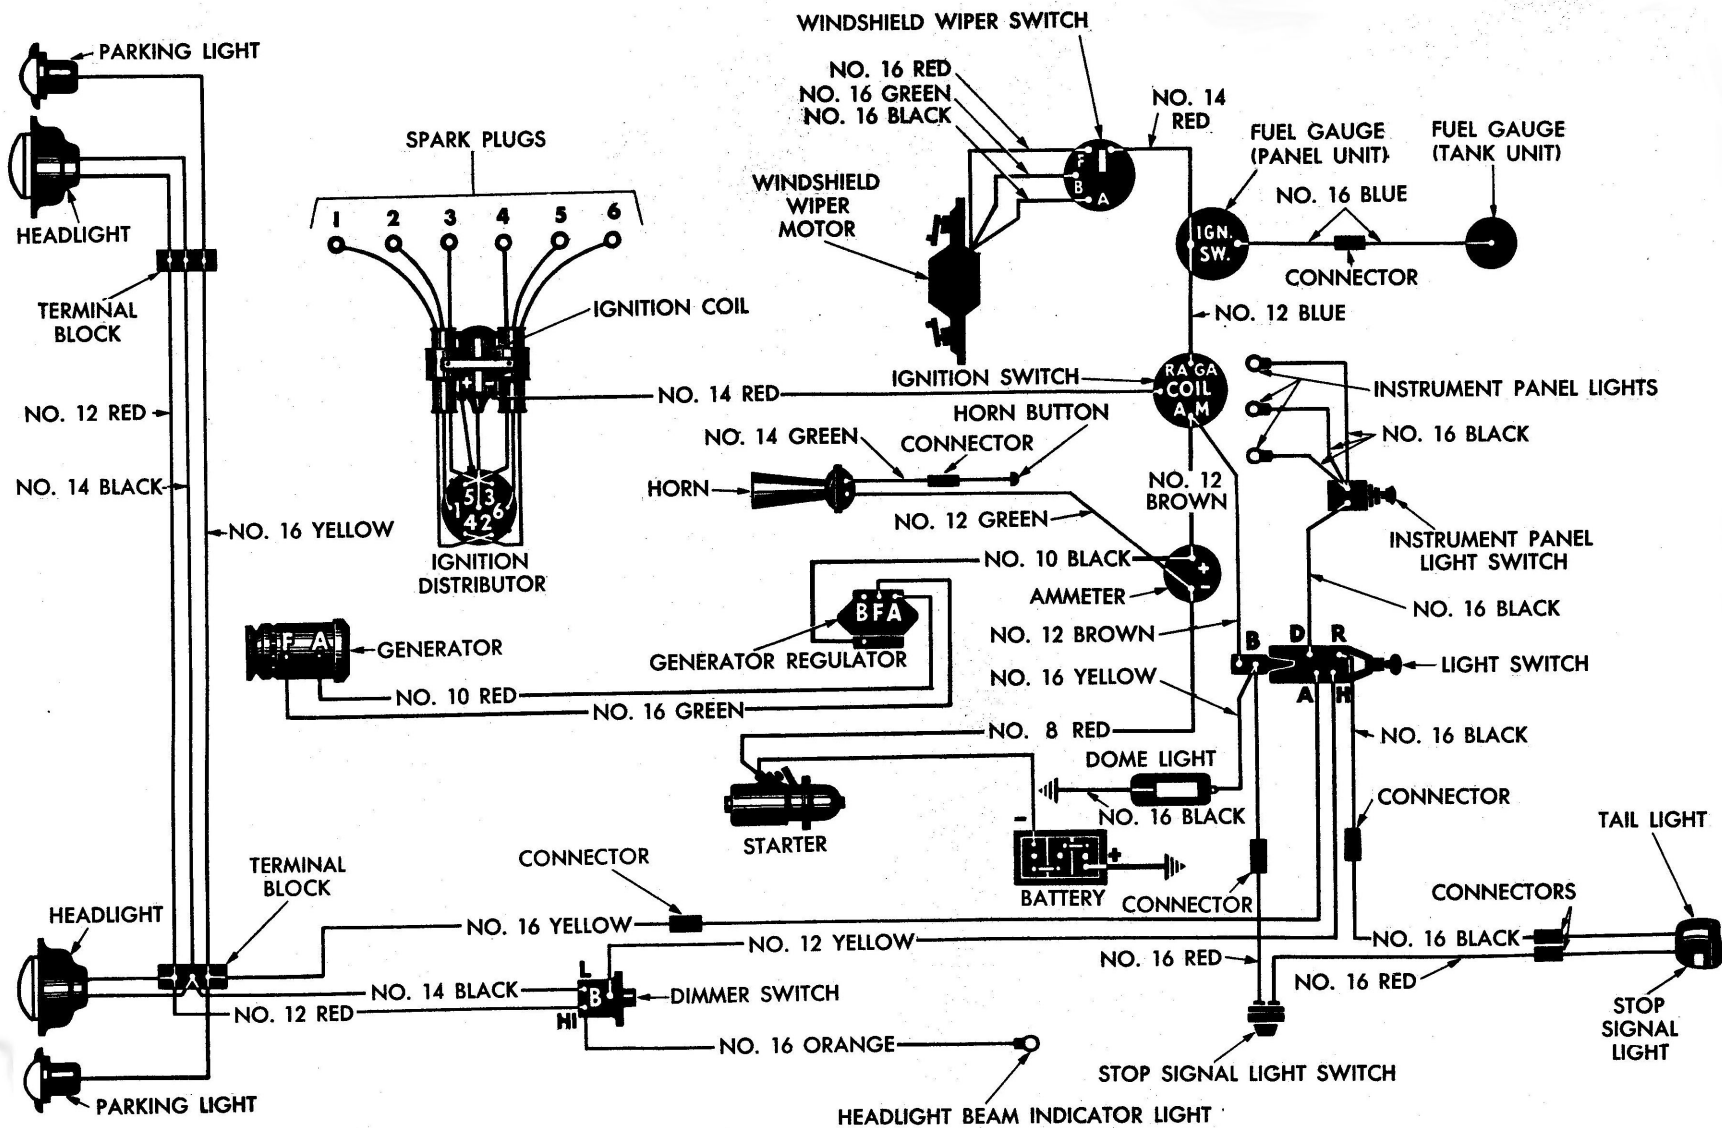 WINDSHIELD WIPER SWITCH
PARKING LIGHT
NO. 16 RED
NO. 16 GREEN
NO. 16 BLACK
NO. 14
RED
FUEL GAUGE
(PANEL UNIT)
FUEL GAUGE
(TANK UNIT)
SPARK PLUGS
1 2 3 4 5 6
F
B
A
WINDSHIELD
WIPER
MOTOR
NO. 16 BLUE
HEADLIGHT
IGN.
SW.
CONNECTOR
TERMINAL
BLOCK
IGNITION COIL
NO. 12 BLUE
+ -
IGNITION SWITCH
RA GA
COIL
A M
INSTRUMENT PANEL LIGHTS
NO. 14 RED
NO. 12 RED
HORN BUTTON
NO. 14 GREEN
CONNECTOR
NO. 16 BLACK
NO. 14 BLACK
HORN
NO. 12
BROWN
5 3
1 6
4 2
NO. 12 GREEN
NO. 16 YELLOW
INSTRUMENT PANEL
LIGHT SWITCH
IGNITION
DISTRIBUTOR
NO. 10 BLACK
+
-
AMMETER
NO. 16 BLACK
B F A
F A
GENERATOR
GENERATOR REGULATOR
NO. 12 BROWN
B D R
LIGHT SWITCH
A H
NO. 16 YELLOW
NO. 10 RED
NO. 16 GREEN
NO. 8 RED
NO. 16 BLACK
DOME LIGHT
NO. 16 BLACK
CONNECTOR
STARTER
- +
BATTERY
TAIL LIGHT
CONNECTOR
TERMINAL
BLOCK
CONNECTOR
CONNECTORS
HEADLIGHT
NO. 16 YELLOW
NO. 12 YELLOW
NO. 16 BLACK
NO. 16 RED
NO. 16 RED
L
B
HI
NO. 14 BLACK
DIMMER SWITCH
NO. 12 RED
STOP
SIGNAL
LIGHT
NO. 16 ORANGE
STOP SIGNAL LIGHT SWITCH
PARKING LIGHT
HEADLIGHT BEAM INDICATOR LIGHT